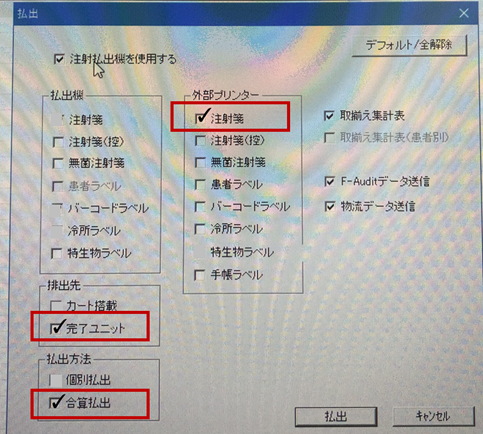 払出
注射払出機を使用する
デフォルト/全解除
払出機
注射箋
注射箋(控)
無菌注射箋
患者ラベル
バーコードラベル
冷所ラベル
特生物ラベル
外部プリンター
注射箋
注射箋(控)
無菌注射箋
患者ラベル
バーコードラベル
冷所ラベル
特生物ラベル
手帳ラベル
取揃え集計表
取揃え集計表(患者別)
F-Auditデータ送信
物流データ送信
排出先
カート搭載
完了ユニット
払出方法
個別払出
合算払出
払出
キャンセル